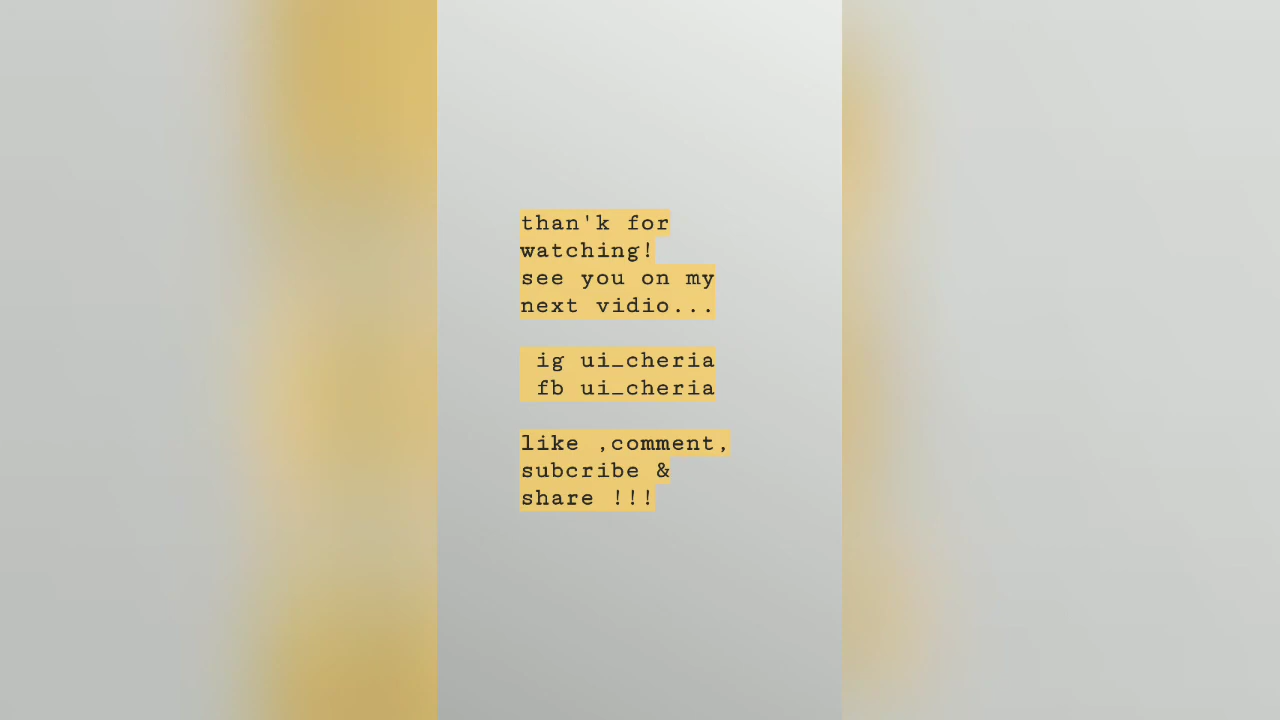 than'k for
watching!
see you on my
next vidio...
ig ui_cheria
fb ui_cheria
like ,comment,
subcribe &
share !!!